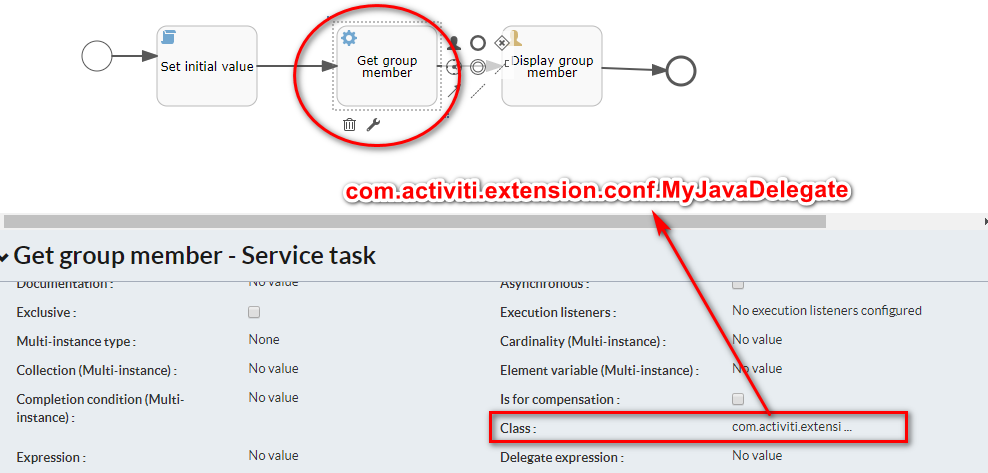 Set initial value
Get group
member
Display group
member
com.activiti.extension.conf.MyJavaDelegate
Get group member - Service task
Documentation :
No value
Asynchronous :
Exclusive :
Execution listeners :
No execution listeners configured
Multi-instance type :
None
Cardinality (Multi-instance) :
No value
Collection (Multi-instance) :
No value
Element variable (Multi-instance) :
No value
Completion condition (Multi-
instance) :
No value
Is for compensation :
Class :
com.activiti.extensi ...
Expression :
No value
Delegate expression :
No value